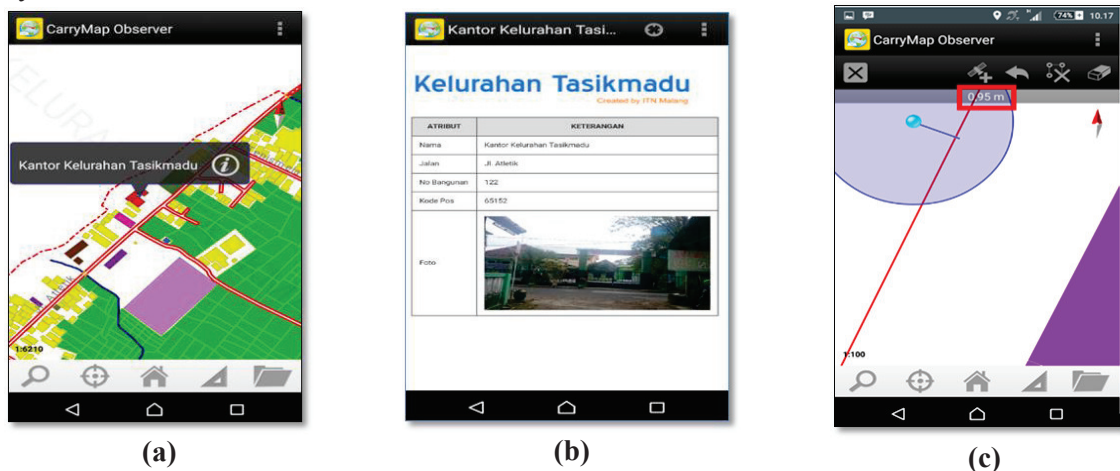 CarryMap Observer
Kantor Kelurahan Tasikmadu
1:6210
(a)
Kantor Kelurahan Tasi...
Kelurahan Tasikmadu
Created by ITN Malang
ATRIBUT KETERANGAN
Nama Kantor Kelurahan Tasikmadu
Jalan Jl. Atletik
No Bangunan 122
Kode Pos 65152
Foto
(b)
74% 10.17
CarryMap Observer
0,95 m
1:100
(c)